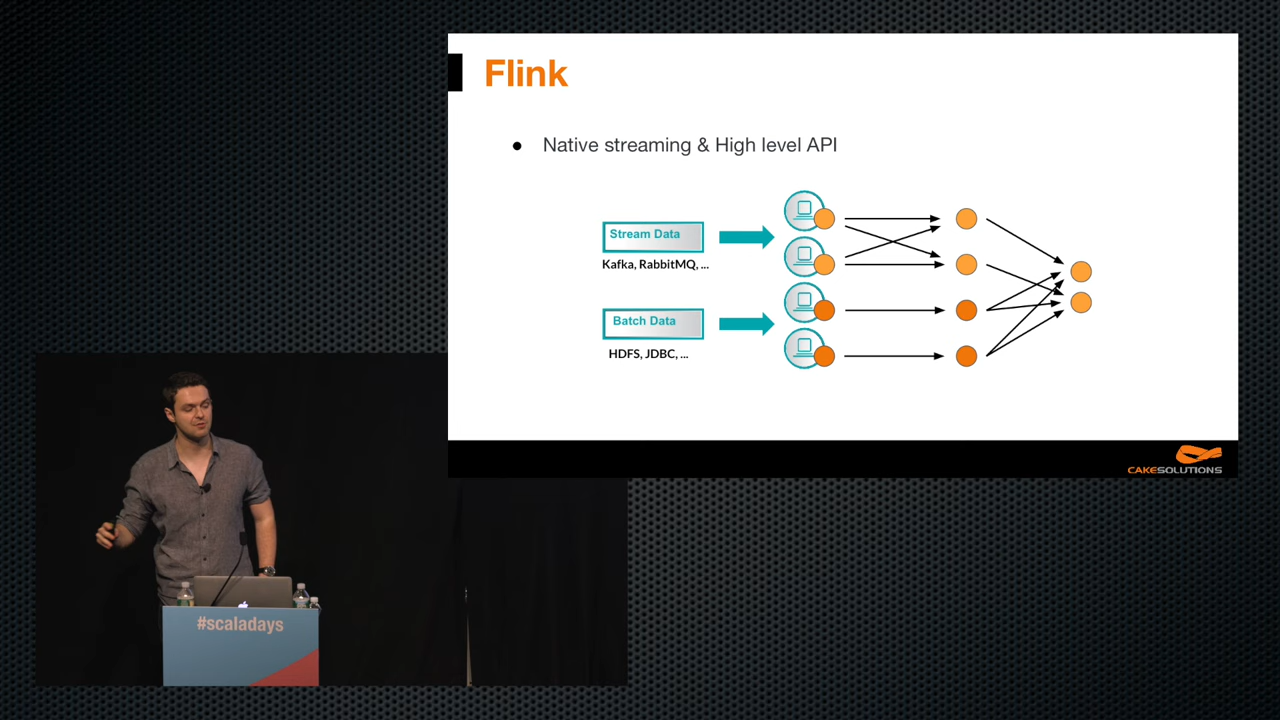 Flink
● Native streaming & High level API
Stream Data
Kafka, RabbitMQ, ...
Batch Data
HDFS, JDBC, ...
CAKESOLUTIONS
#scaladays